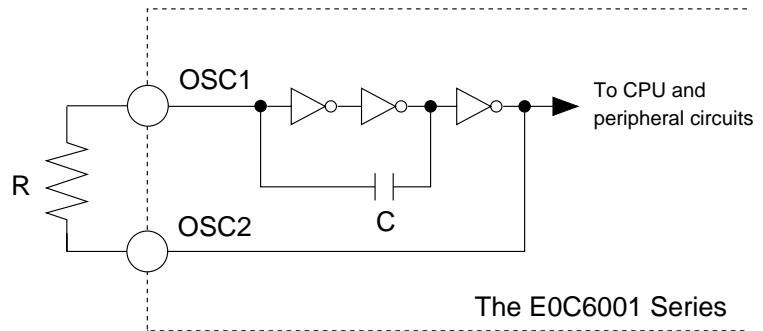 OSC1
To CPU and
peripheral circuits
R
C
OSC2
The E0C6001 Series